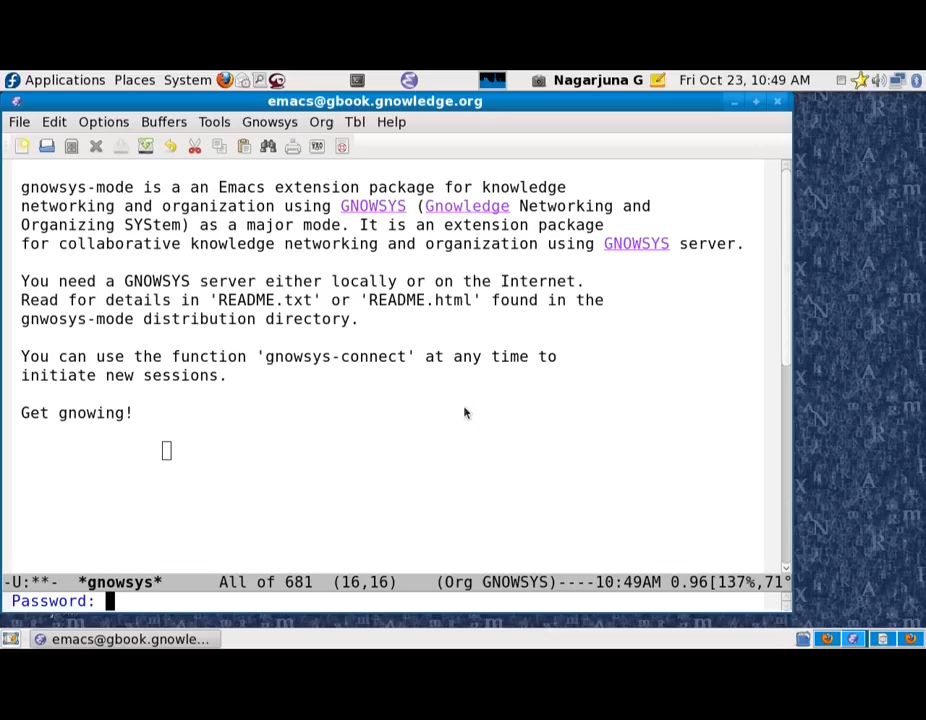 Applications Places System Nagarjuna G Fri Oct 23, 10:49 AM
emacs@gbook.gnowledge.org
File Edit Options Buffers Tools Gnowsys Org Tbl Help
gnowsys-mode is a an Emacs extension package for knowledge
networking and organization using GNOWSYS (Gnowledge Networking and
Organizing SYStem) as a major mode. It is an extension package
for collaborative knowledge networking and organization using GNOWSYS server.
You need a GNOWSYS server either locally or on the Internet.
Read for details in 'README.txt' or 'README.html' found in the
gnwosys-mode distribution directory.
You can use the function 'gnowsys-connect' at any time to
initiate new sessions.
Get gnowing!
-U:**- *gnowsys* All of 681 (16,16) (Org GNOWSYS)----10:49AM 0.96[137%,71°
Password:
emacs@gbook.gnowle...